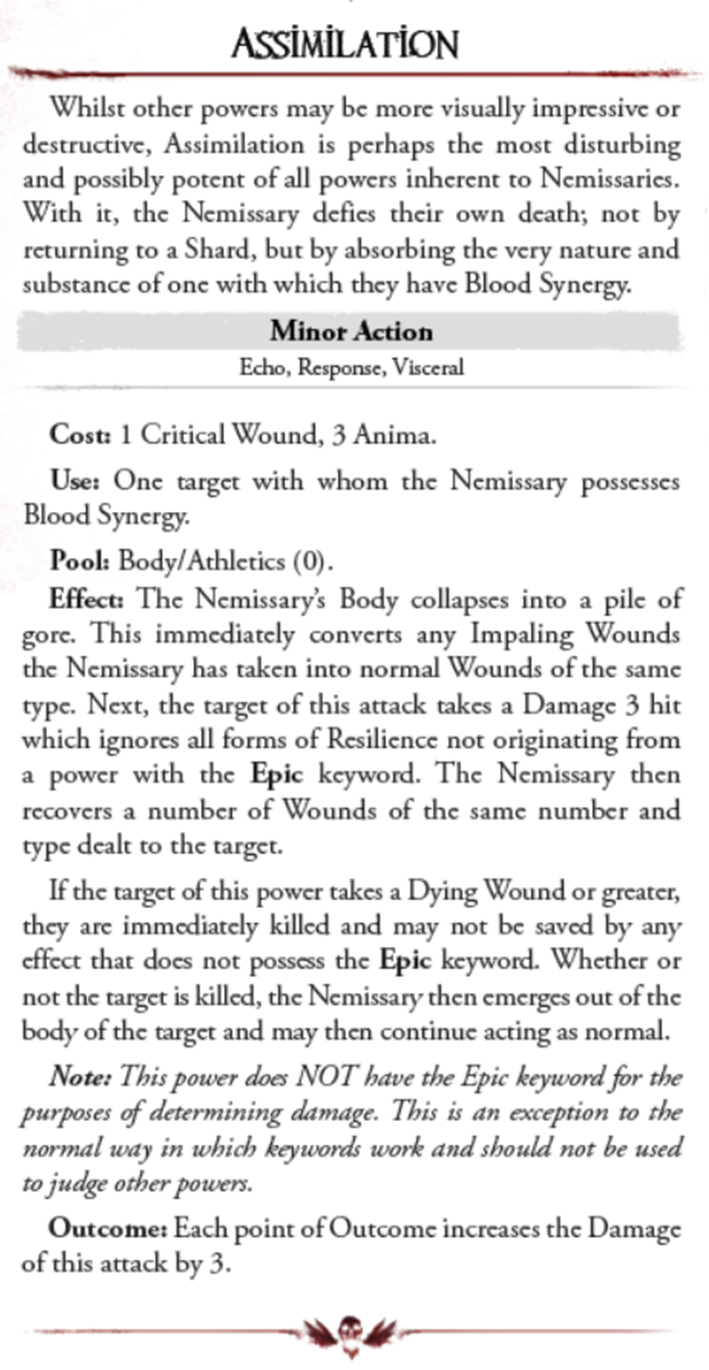 ASSIMILATION
Whilst other powers may be more visually impressive or
destructive, Assimilation is perhaps the most disturbing
and possibly potent of all powers inherent to Nemissaries.
With it, the Nemissary defies their own death; not by
returning to a Shard, but by absorbing the very nature and
substance of one with which they have Blood Synergy.
Minor Action
Echo, Response, Visceral
Cost: 1 Critical Wound, 3 Anima.
Use: One target with whom the Nemissary possesses
Blood Synergy.
Pool: Body/Athletics (0).
Effect: The Nemissary's Body collapses into a pile of
gore. This immediately converts any Impaling Wounds
the Nemissary has taken into normal Wounds of the same
type. Next, the target of this attack takes a Damage 3 hit
which ignores all forms of Resilience not originating from
a power with the Epic keyword. The Nemissary then
recovers a number of Wounds of the same number and
type dealt to the target.
If the target of this power takes a Dying Wound or greater,
they are immediately killed and may not be saved by any
effect that does not possess the Epic keyword. Whether or
not the target is killed, the Nemissary then emerges out of the
body of the target and may then continue acting as normal.
Note: This power does NOT have the Epic keyword for the
purposes of determining damage. This is an exception to the
normal way in which keywords work and should not be used
to judge other powers.
Outcome: Each point of Outcome increases the Damage
of this attack by 3.